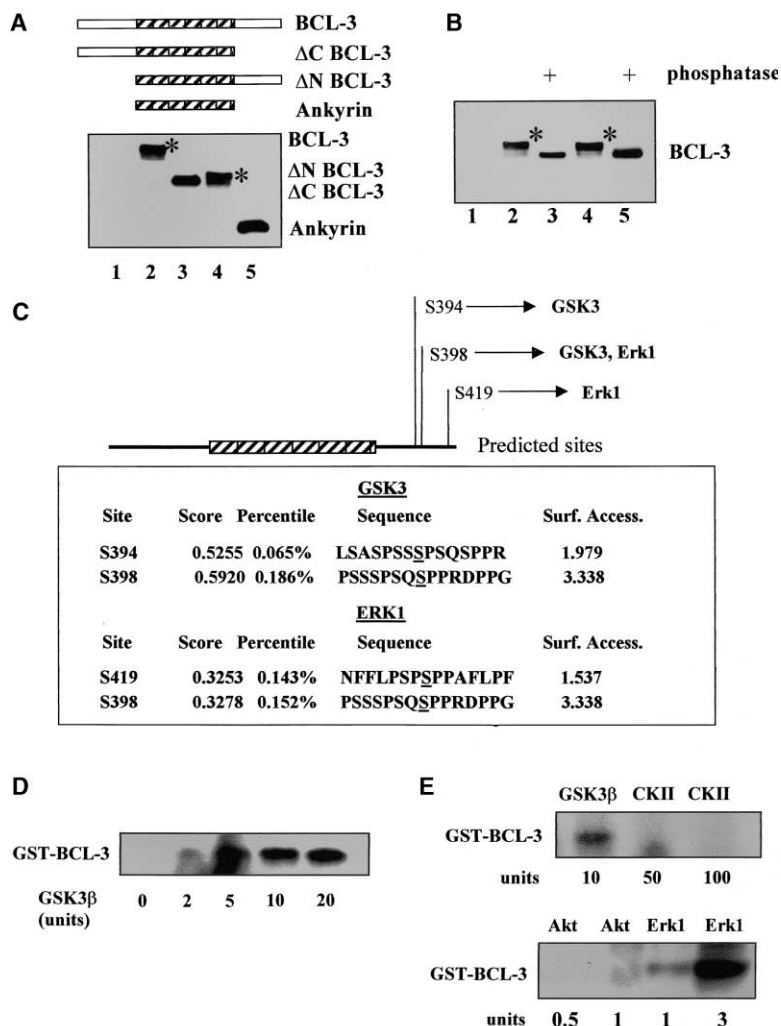 A
BCL-3
ΔC BCL-3
ΔN BCL-3
Ankyrin
* BCL-3
ΔN BCL-3
* ΔC BCL-3
Ankyrin
1 2 3 4 5
B
+ + phosphatase
* * BCL-3
1 2 3 4 5
C
S394 GSK3
S398 GSK3, Erk1
S419 Erk1
Predicted sites
GSK3
Site Score Percentile Sequence Surf. Access.
S394 0.5255 0.065% LSASPSSSPSQSPPR 1.979
S398 0.5920 0.186% PSSSPSQSPPRDPPG 3.338
ERK1
Site Score Percentile Sequence Surf. Access.
S419 0.3253 0.143% NFFLPSPSPPAFLPF 1.537
S398 0.3278 0.152% PSSSPSQSPPRDPPG 3.338
D
GST-BCL-3
GSK3β 0 2 5 10 20
(units)
E
GSK3β CKII CKII
GST-BCL-3
units 10 50 100
Akt Akt Erk1 Erk1
GST-BCL-3
units 0.5 1 1 3